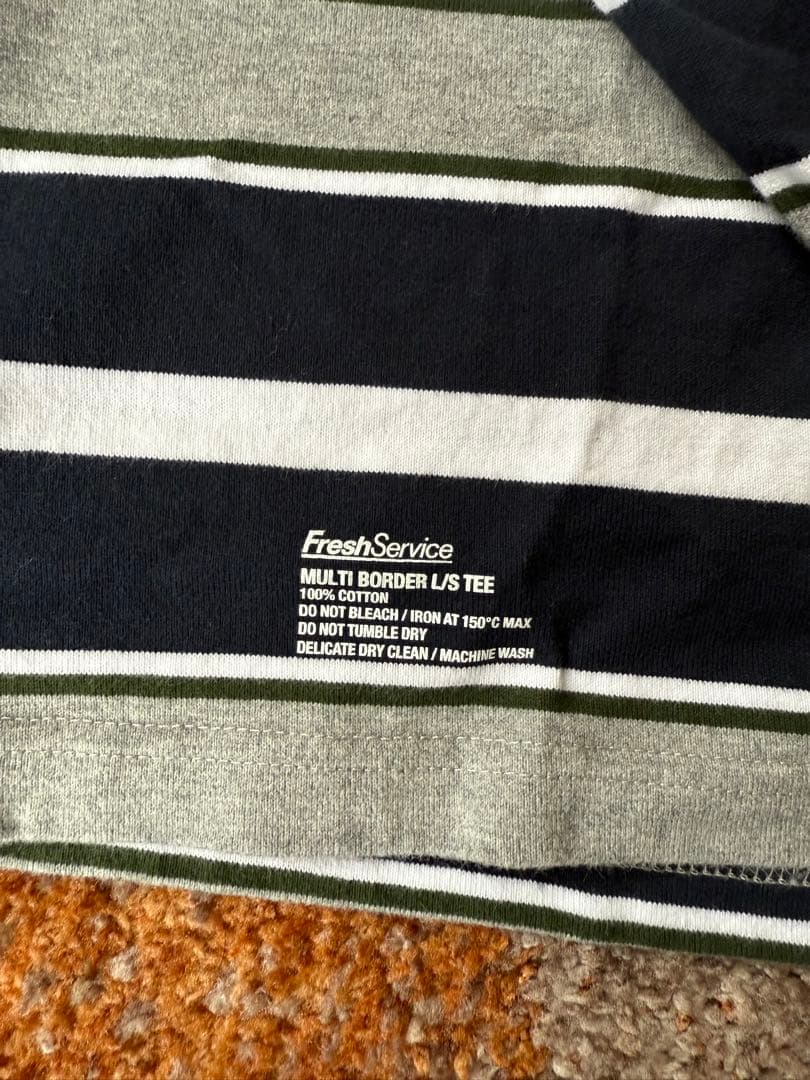 FreshService
MULTI BORDER L/S TEE
100% COTTON
DO NOT BLEACH / IRON AT 150°C MAX
DO NOT TUMBLE DRY
DELICATE DRY CLEAN / MACHINE WASH